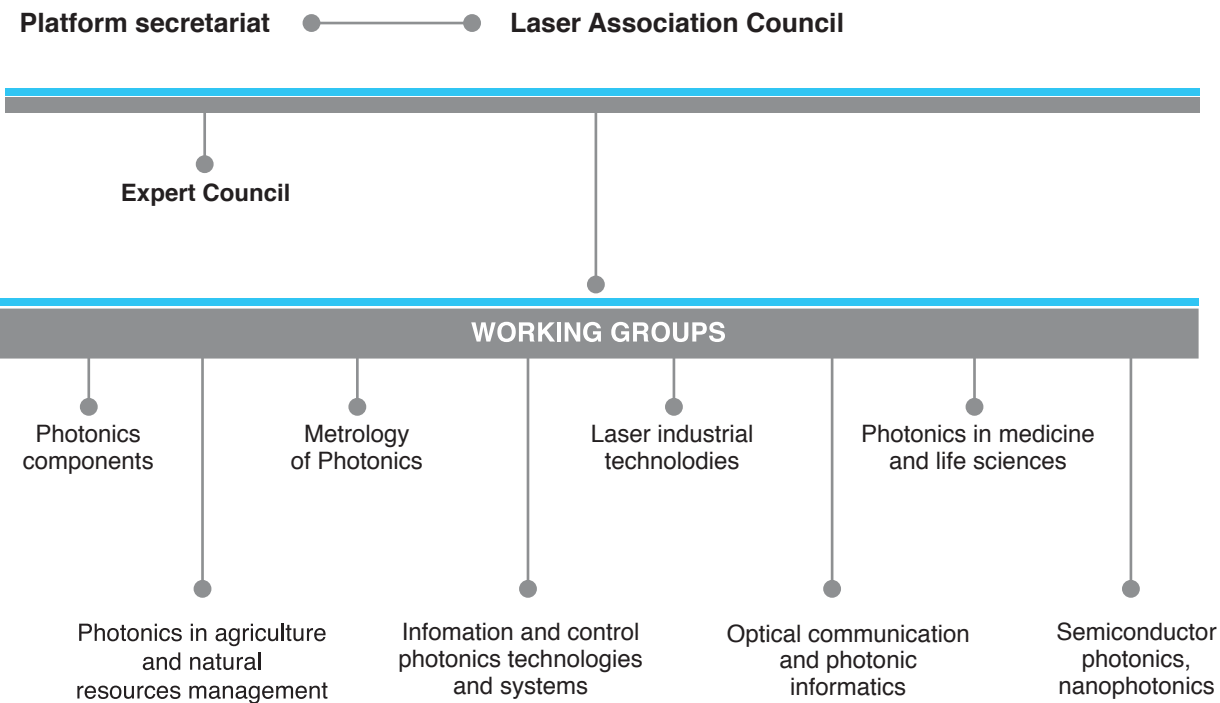 Platform secretariat
Laser Association Council
Expert Council
WORKING GROUPS
Photonics
components
Metrology
of Photonics
Laser industrial
technolodies
Photonics in medicine
and life sciences
Photonics in agriculture
and natural
resources management
Infomation and control
photonics technologies
and systems
Optical communication
and photonic
informatics
Semiconductor
photonics,
nanophotonics